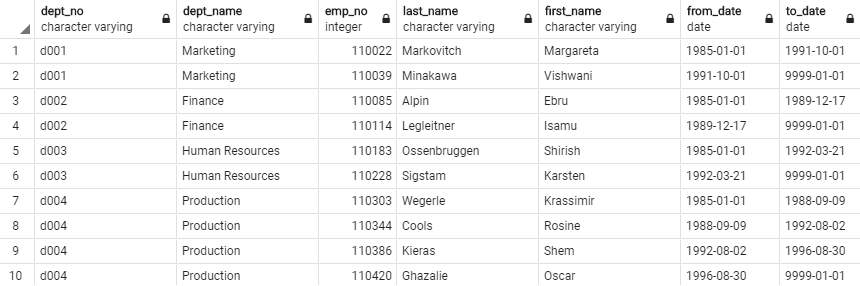 dept_no dept_name emp_no last_name first_name from_date to_date
character varying character varying integer character varying character varying date date
1 d001 Marketing 110022 Markovitch Margareta 1985-01-01 1991-10-01
2 d001 Marketing 110039 Minakawa Vishwani 1991-10-01 9999-01-01
3 d002 Finance 110085 Alpin Ebru 1985-01-01 1989-12-17
4 d002 Finance 110114 Legleitner Isamu 1989-12-17 9999-01-01
5 d003 Human Resources 110183 Ossenbruggen Shirish 1985-01-01 1992-03-21
6 d003 Human Resources 110228 Sigstam Karsten 1992-03-21 9999-01-01
7 d004 Production 110303 Wegerle Krassimir 1985-01-01 1988-09-09
8 d004 Production 110344 Cools Rosine 1988-09-09 1992-08-02
9 d004 Production 110386 Kieras Shem 1992-08-02 1996-08-30
10 d004 Production 110420 Ghazalie Oscar 1996-08-30 9999-01-01